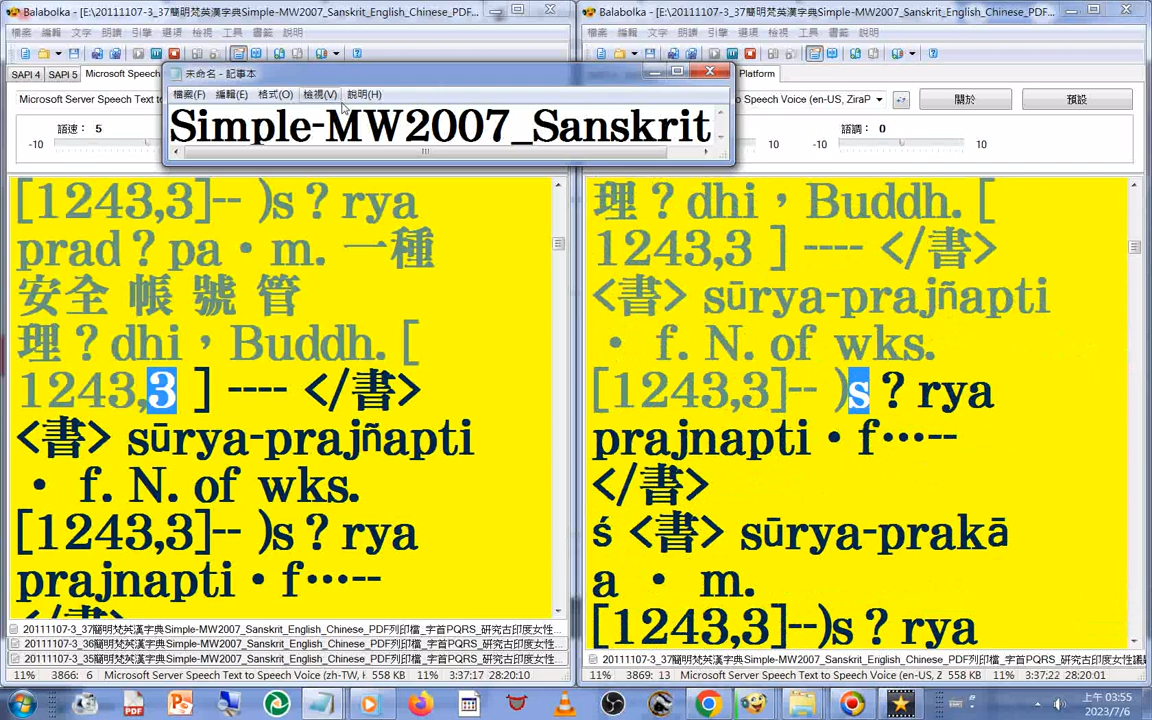 Balabolka - [E:\20111107-3_37簡明梵英漢字典Simple-MW2007_Sanskrit_English_Chinese_PDF...
檔案 編輯 文字 朗讀 引擎 選項 檢視 工具 書籤 說明
SAPI 4 SAPI 5 Microsoft Speech
Microsoft Server Speech Text to
語速： 5
-10
未命名 - 記事本
檔案(F) 編輯(E) 格式(O) 檢視(V) 說明(H)
Simple-MW2007_Sanskrit
[1243,3]-- )s？rya
prad？pa‧m. 一種
安全 帳 號 管
理？dhi，Buddh. [
1243,3 ] ---- </書>
<書> sūrya-prajñapti
‧ f. N. of wks.
[1243,3]-- )s？rya
prajnapti‧f…--
</書>
20111107-3_37簡明梵英漢字典Simple-MW2007_Sanskrit_English_Chinese_PDF列印檔_字首PQRS_研究古印度女性...
20111107-3_36簡明梵英漢字典Simple-MW2007_Sanskrit_English_Chinese_PDF列印檔_字首PQRS_研究古印度女性...
20111107-3_35簡明梵英漢字典Simple-MW2007_Sanskrit_English_Chinese_PDF列印檔_字首PQRS_研究古印度女性...
11% 3866: 6 Microsoft Server Speech Text to Speech Voice (zh-TW, H 558 KB 11% 3:37:17 28:20:10
Balabolka - [E:\20111107-3_37簡明梵英漢字典Simple-MW2007_Sanskrit_English_Chinese_PDF...
檔案 編輯 文字 朗讀 引擎 選項 檢視 工具 書籤 說明
Platform
Speech Voice (en-US, ZiraP 關於 預設
語調： 0
10 -10 10
理？dhi，Buddh. [
1243,3 ] ---- </書>
<書> sūrya-prajñapti
‧ f. N. of wks.
[1243,3]-- )s？rya
prajnapti‧f…--
</書>
ś <書> sūrya-prakā
a ‧ m.
[1243,3]--)s？rya
20111107-3_37簡明梵英漢字典Simple-MW2007_Sanskrit_English_Chinese_PDF列印檔_字首PQRS_研究古印度女性議
11% 3869: 13 Microsoft Server Speech Text to Speech Voice (en-US, Z 558 KB 11% 3:37:22 28:20:01
上午 03:55
2023/7/6